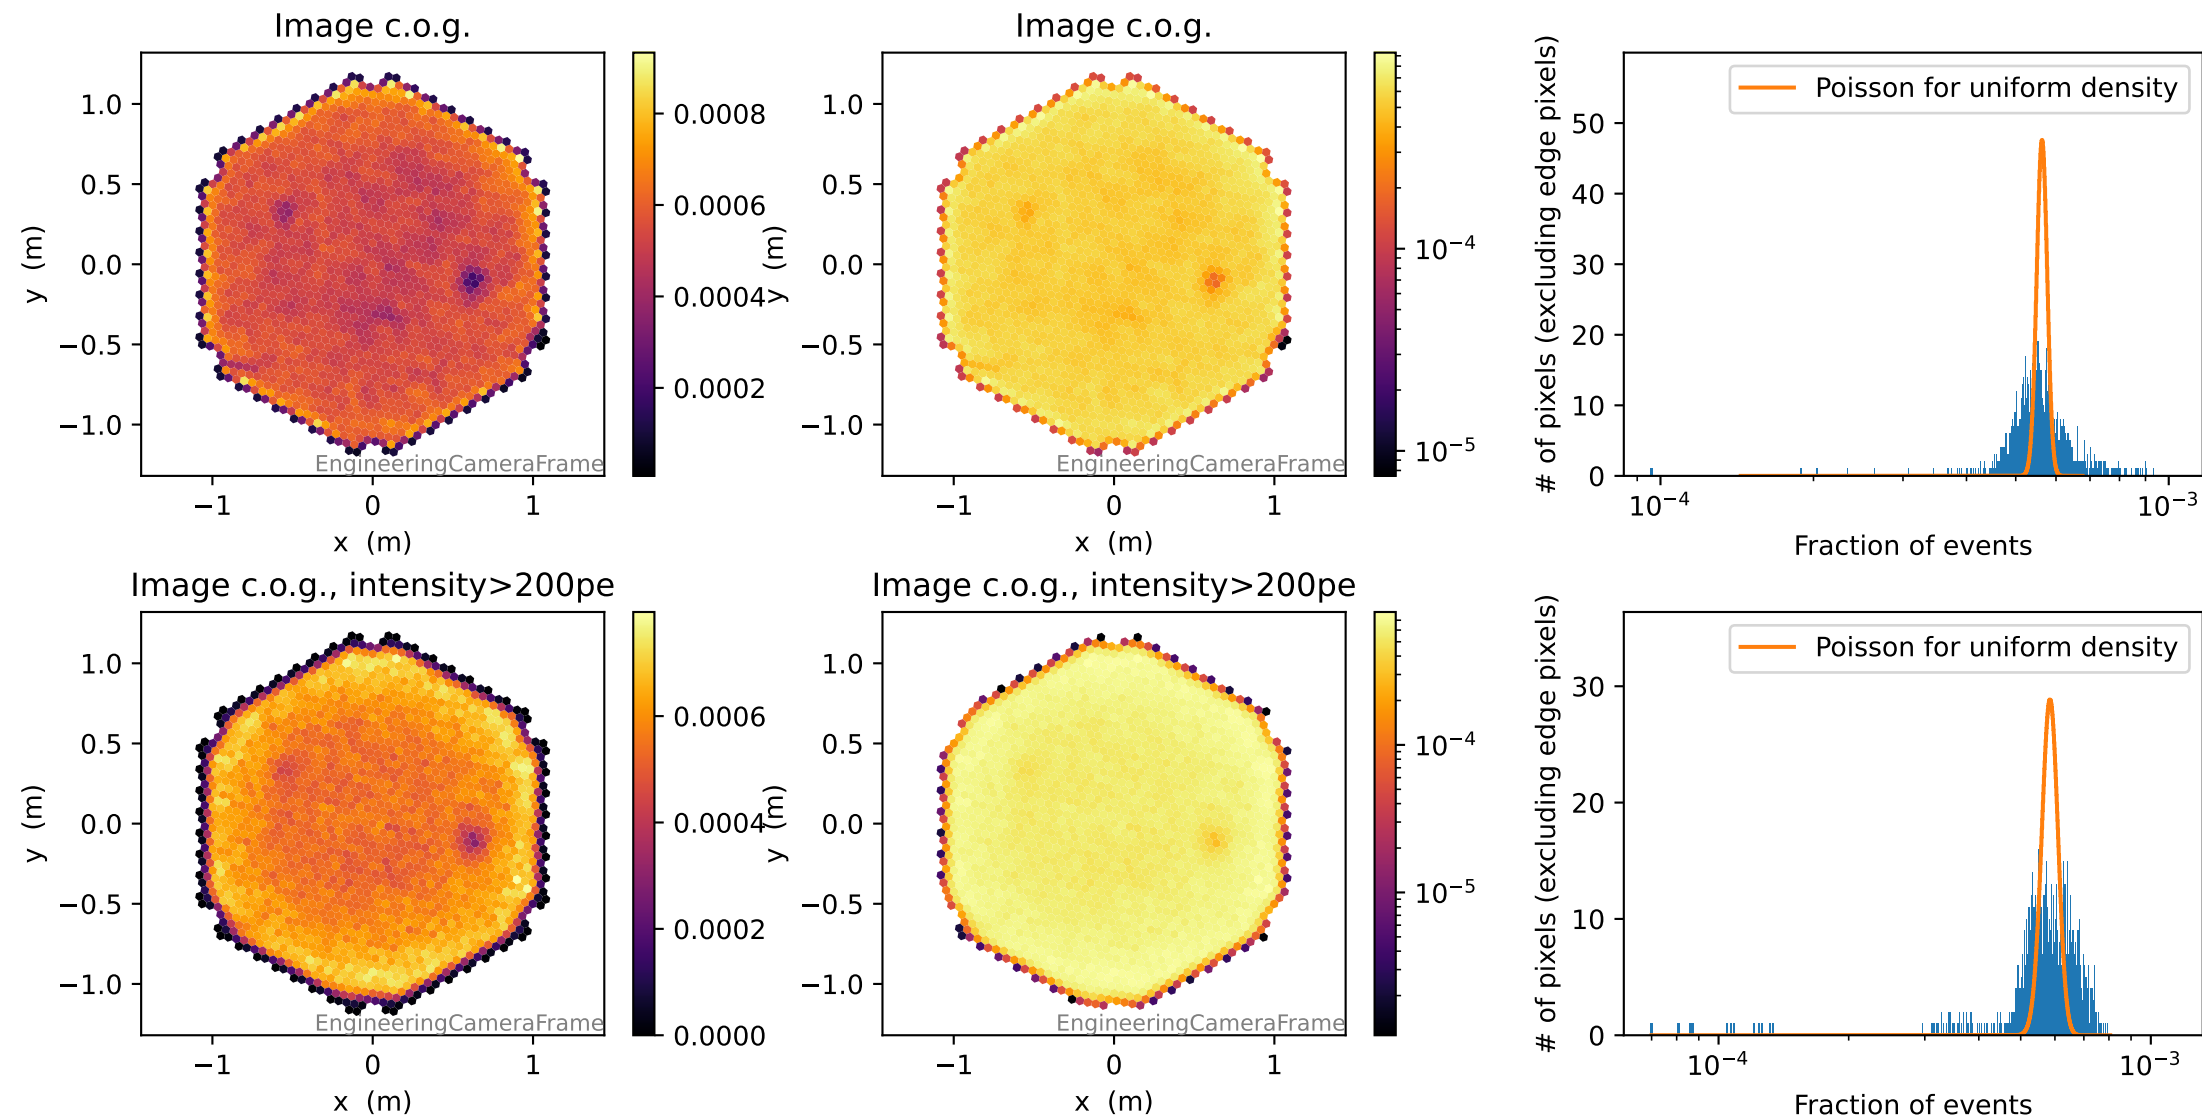 Image c.o.g.
1.0
0.5
0.0
−0.5
−1.0
y (m)
−1 0 1
x (m)
EngineeringCameraFrame
0.0008
0.0006
0.0004
0.0002
Image c.o.g.
1.0
0.5
0.0
−0.5
−1.0
y (m)
−1 0 1
x (m)
EngineeringCameraFrame
10⁻⁴
10⁻⁵
# of pixels (excluding edge pixels)
50
40
30
20
10
0
Poisson for uniform density
10⁻⁴ 10⁻³
Fraction of events
Image c.o.g., intensity>200pe
1.0
0.5
0.0
−0.5
−1.0
y (m)
−1 0 1
x (m)
EngineeringCameraFrame
0.0006
0.0004
0.0002
0.0000
Image c.o.g., intensity>200pe
1.0
0.5
0.0
−0.5
−1.0
y (m)
−1 0 1
x (m)
EngineeringCameraFrame
10⁻⁴
10⁻⁵
# of pixels (excluding edge pixels)
30
20
10
0
Poisson for uniform density
10⁻⁴ 10⁻³
Fraction of events